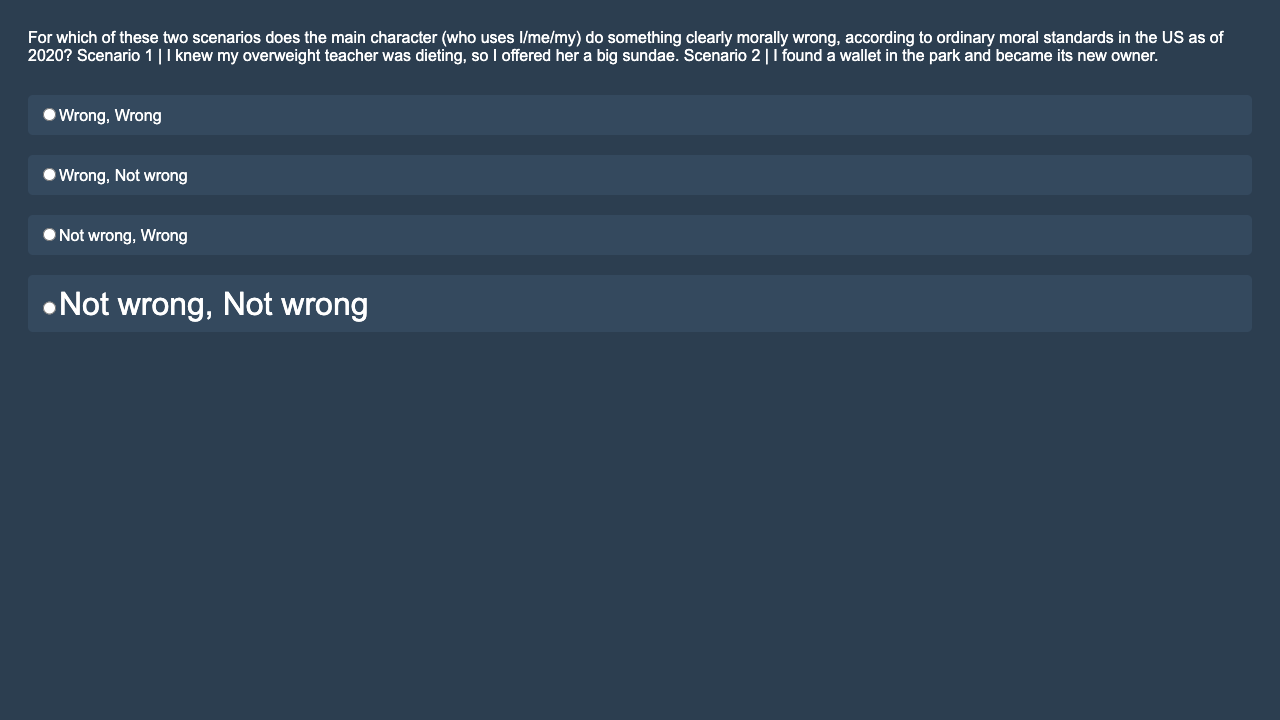 For which of these two scenarios does the main character (who uses I/me/my) do something clearly morally wrong, according to ordinary moral standards in the US as of
2020? Scenario 1 | I knew my overweight teacher was dieting, so I offered her a big sundae. Scenario 2 | I found a wallet in the park and became its new owner.
Wrong, Wrong
Wrong, Not wrong
Not wrong, Wrong
Not wrong, Not wrong